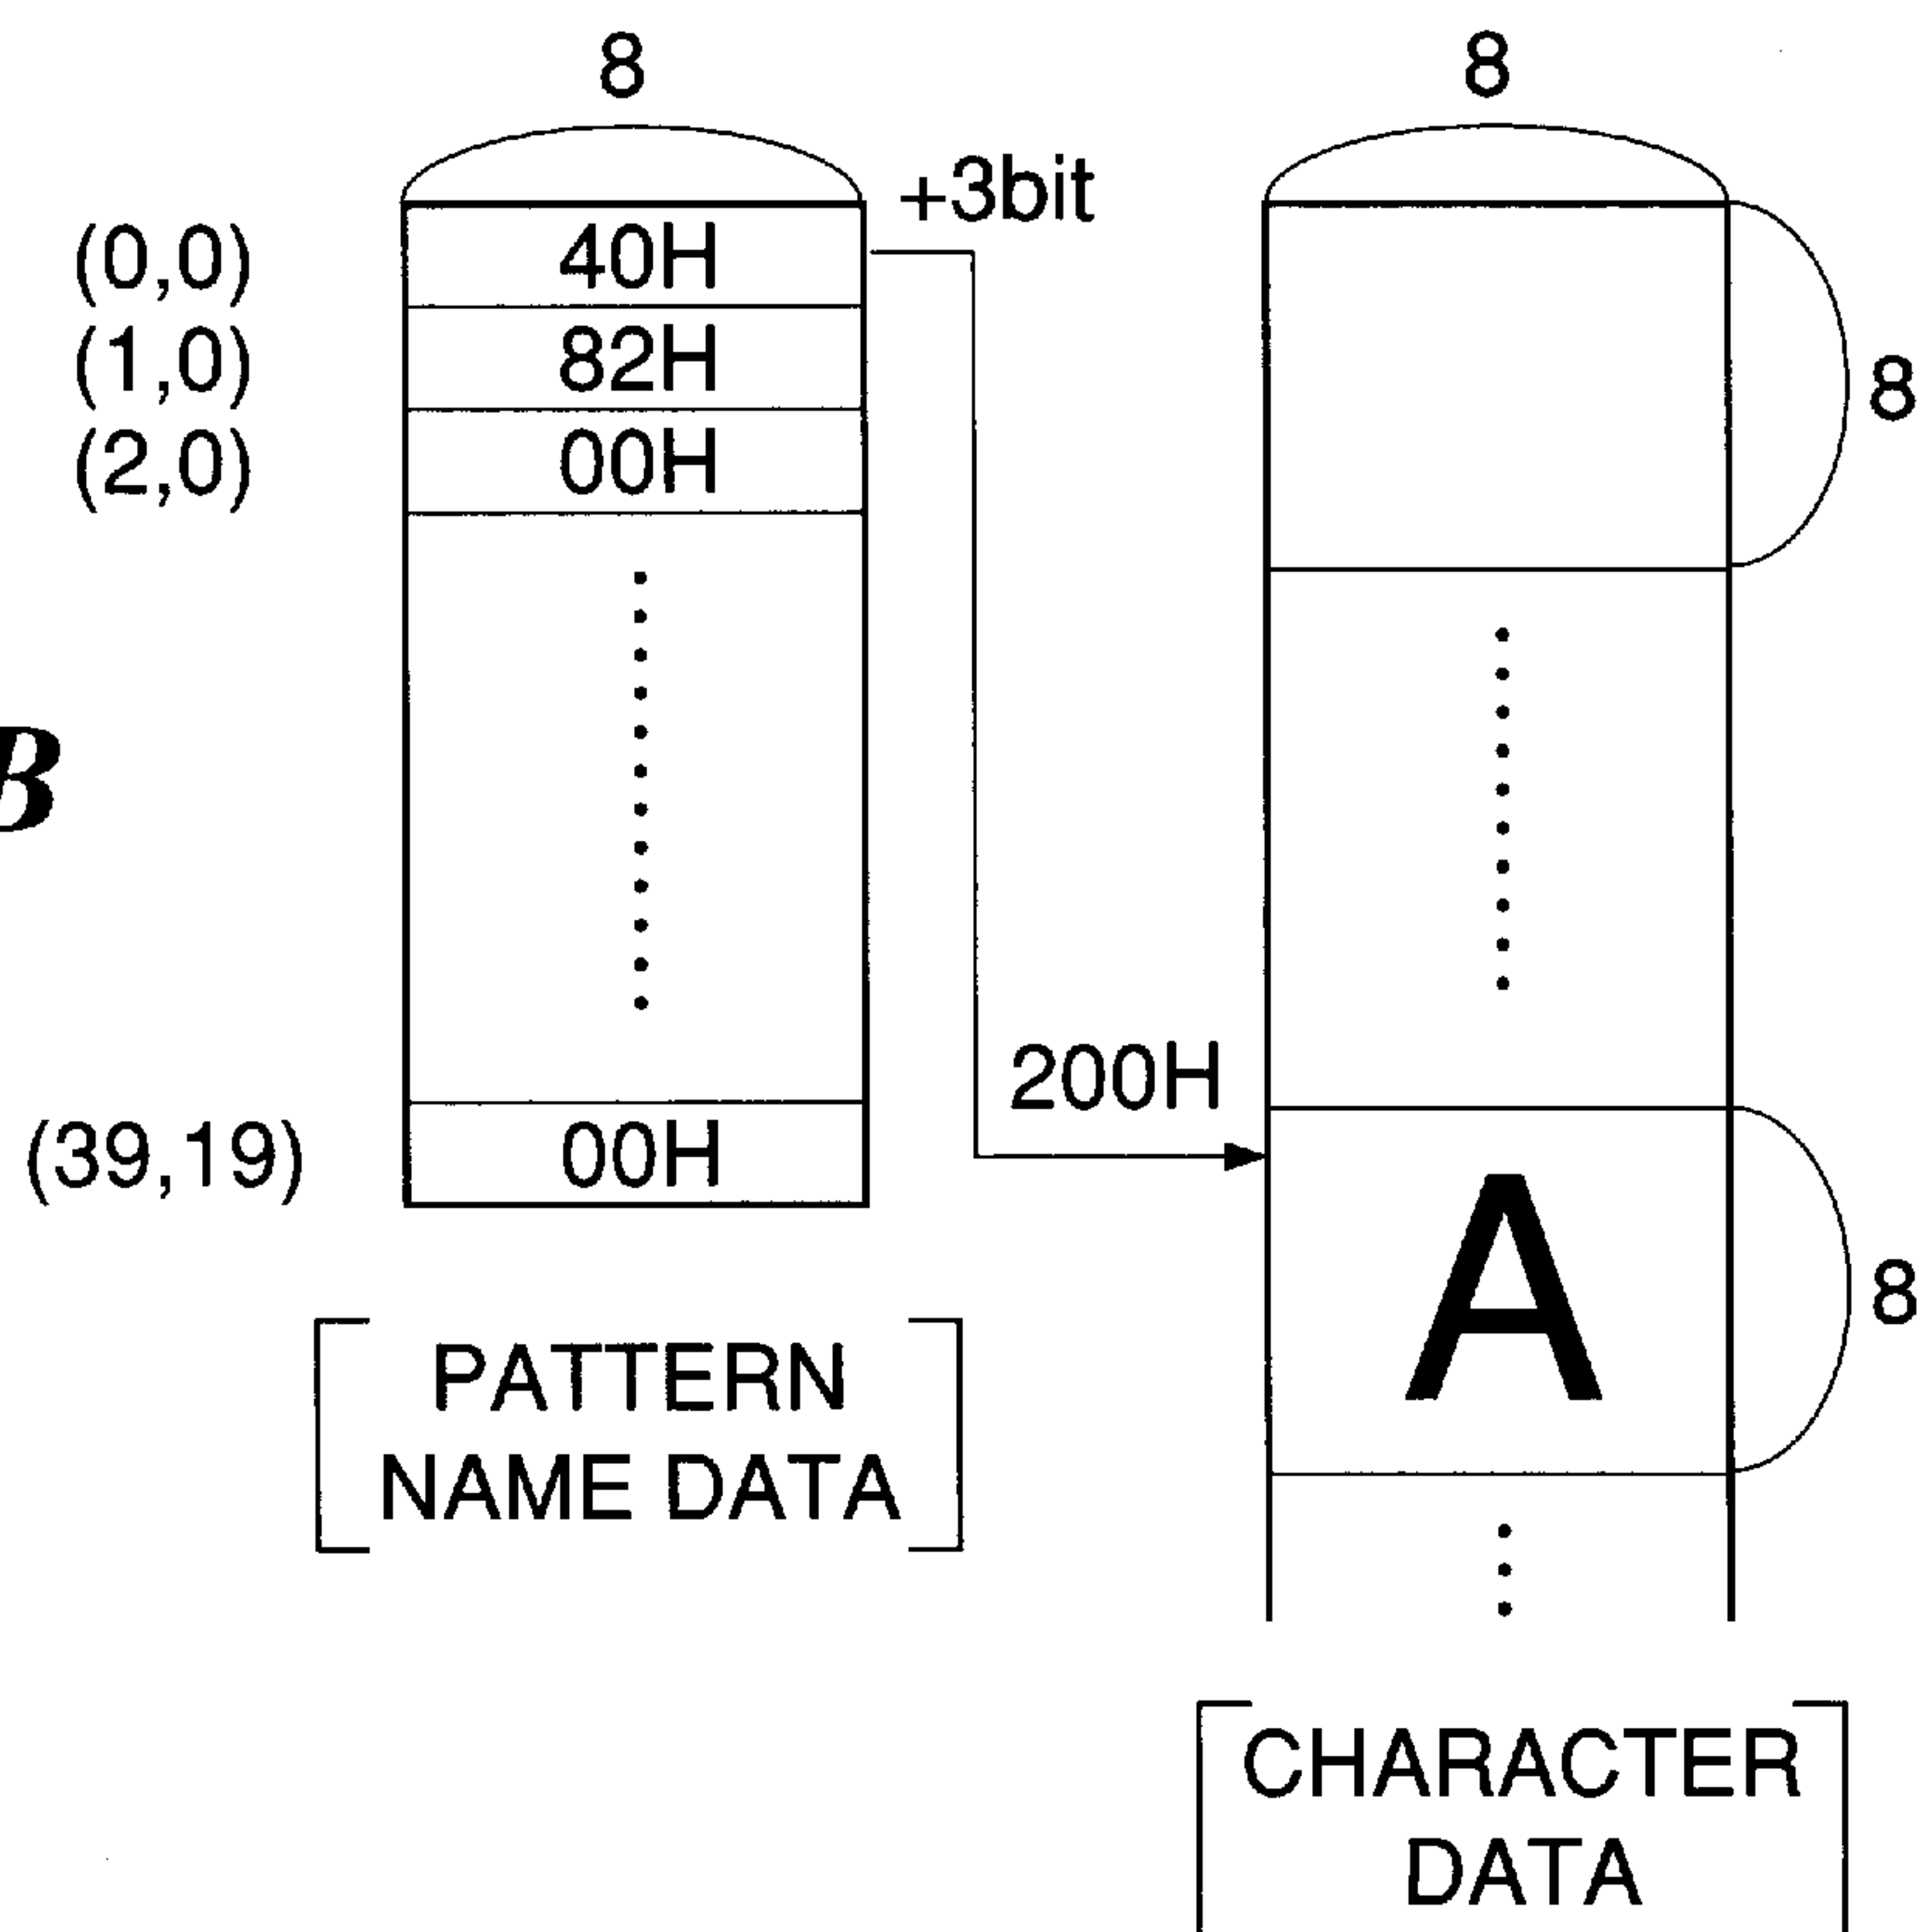 8
8
+3bit
(0,0)
40H
(1,0)
82H
8
(2,0)
00H
B
200H
(39,19)
00H
A
8
PATTERN
NAME DATA
CHARACTER
DATA